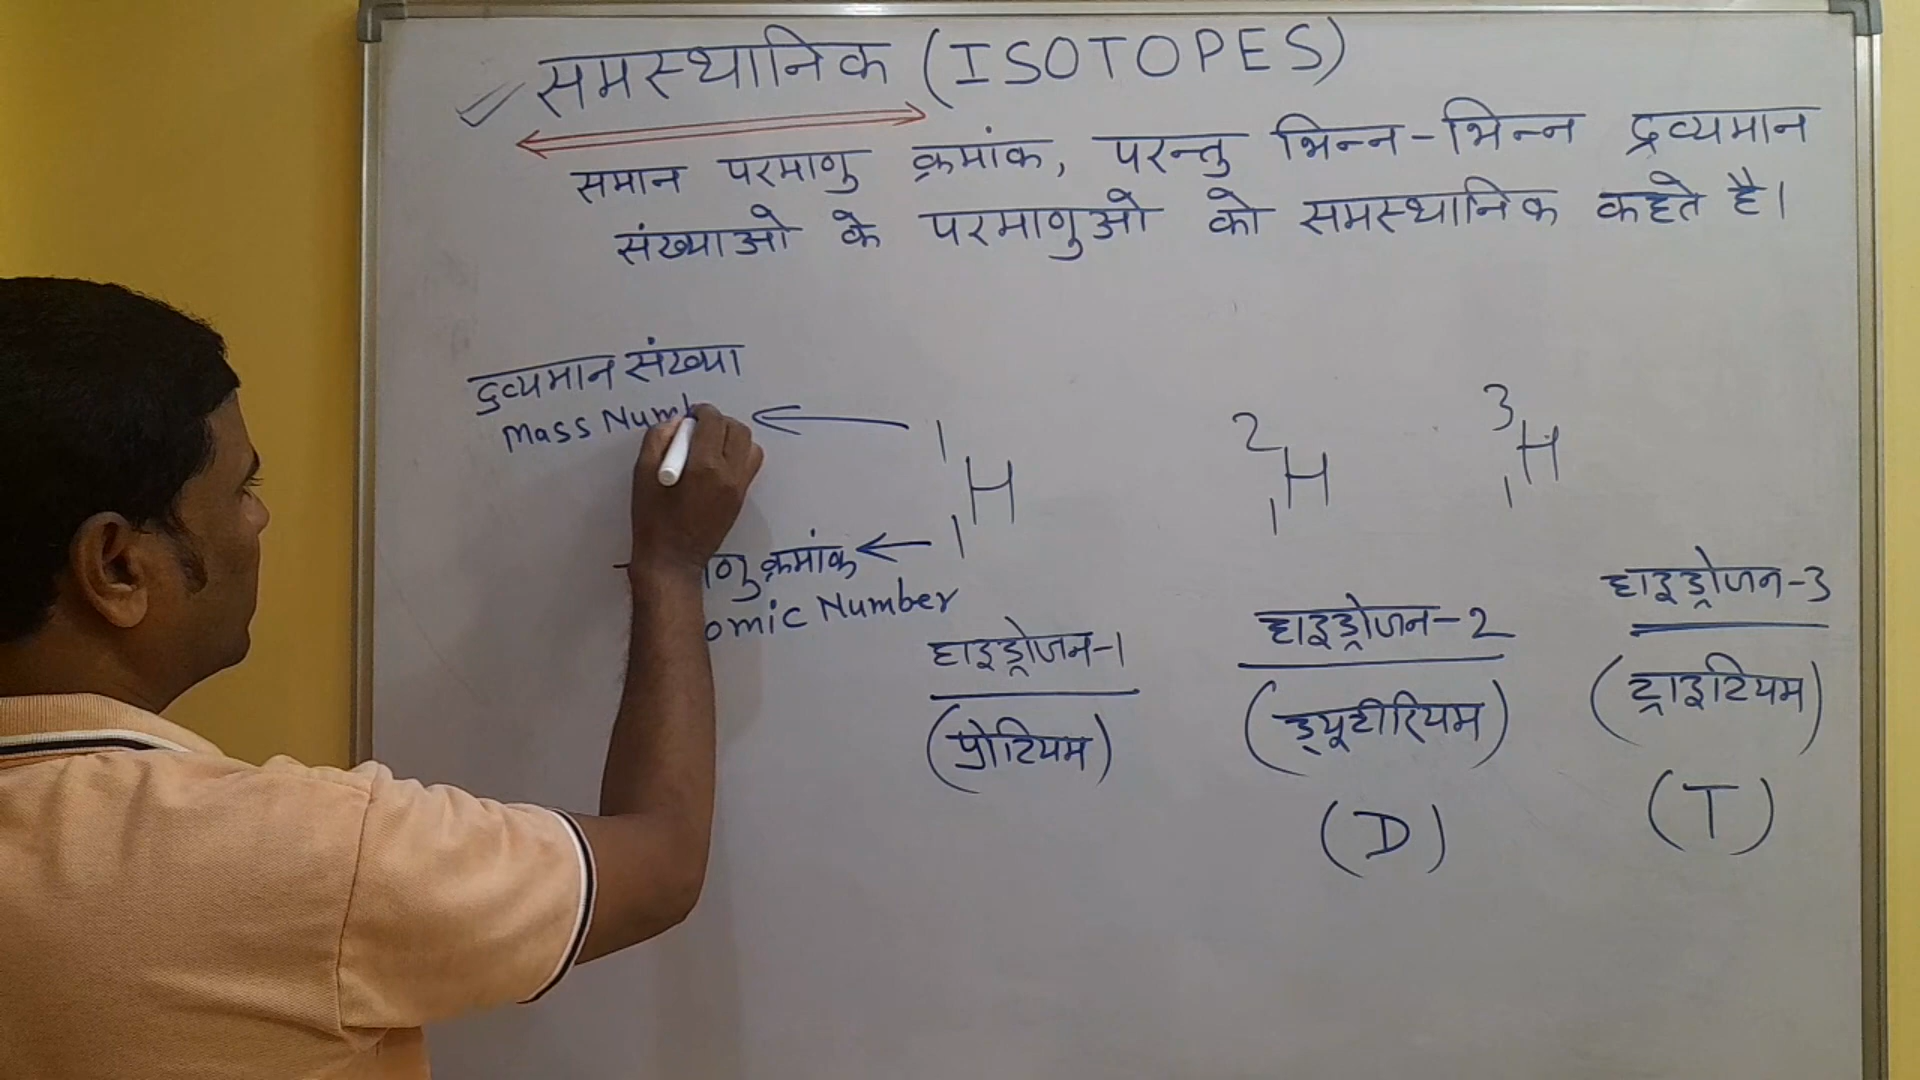 समस्थानिक (ISOTOPES)
समान परमाणु क्रमांक, परन्तु भिन्न-भिन्न द्रव्यमान
संख्याओ के परमाणुओ को समस्थानिक कहते है।
द्रव्यमान संख्या
Mass Numb
1
1 H
2
1 H
3
1 H
णु क्रमांक
omic Number
हाइड्रोजन-1
(प्रोटियम)
हाइड्रोजन-2
(ड्यूटीरियम)
(D)
हाइड्रोजन-3
(ट्राइटियम)
(T)